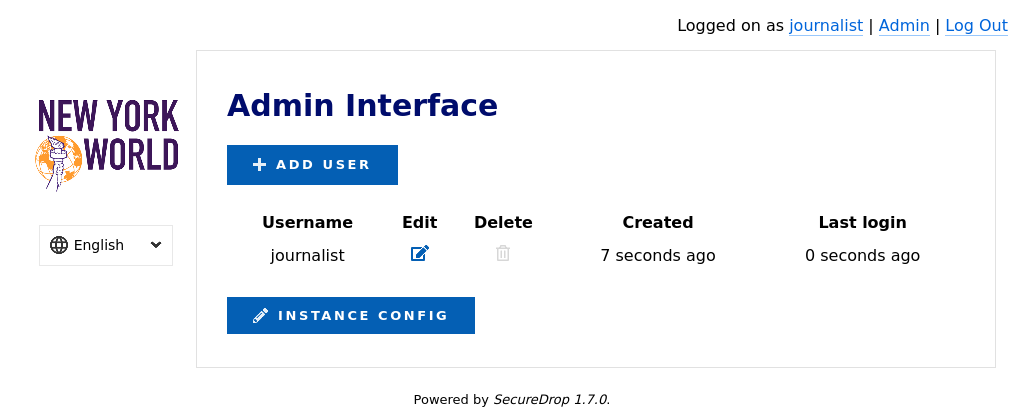 Logged on as journalist | Admin | Log Out
NEW YORK
WORLD
English
Admin Interface
ADD USER
Username Edit Delete Created Last login
journalist 7 seconds ago 0 seconds ago
INSTANCE CONFIG
Powered by SecureDrop 1.7.0.